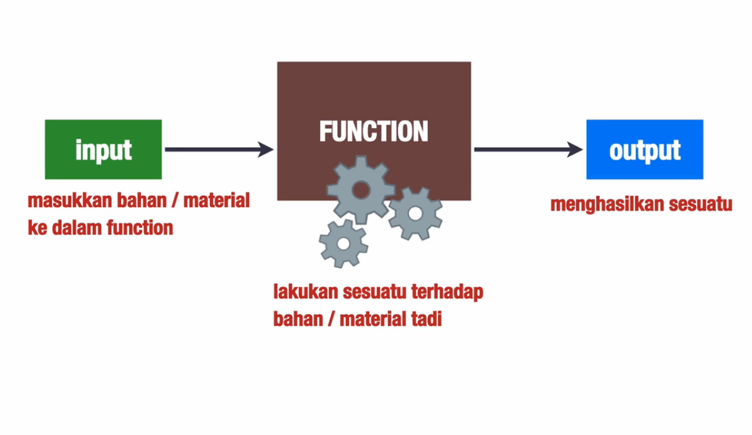 input
masukkan bahan / material
ke dalam function
FUNCTION
lakukan sesuatu terhadap
bahan / material tadi
output
menghasilkan sesuatu